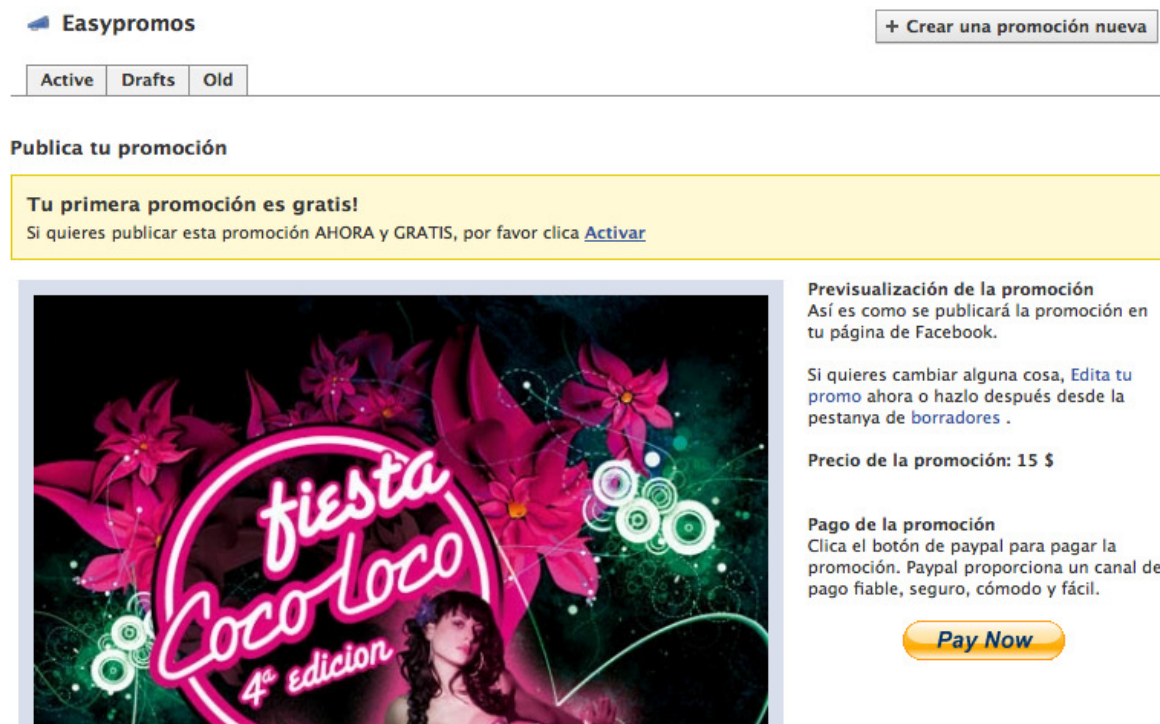 Easypromos
+ Crear una promoción nueva
Active Drafts Old
Publica tu promoción
Tu primera promoción es gratis!
Si quieres publicar esta promoción AHORA y GRATIS, por favor clica Activar
fiesta
Coco Loco
4ª edicion
Previsualización de la promoción
Así es como se publicará la promoción en
tu página de Facebook.
Si quieres cambiar alguna cosa, Edita tu
promo ahora o hazlo después desde la
pestanya de borradores .
Precio de la promoción: 15 $
Pago de la promoción
Clica el botón de paypal para pagar la
promoción. Paypal proporciona un canal de
pago fiable, seguro, cómodo y fácil.
Pay Now